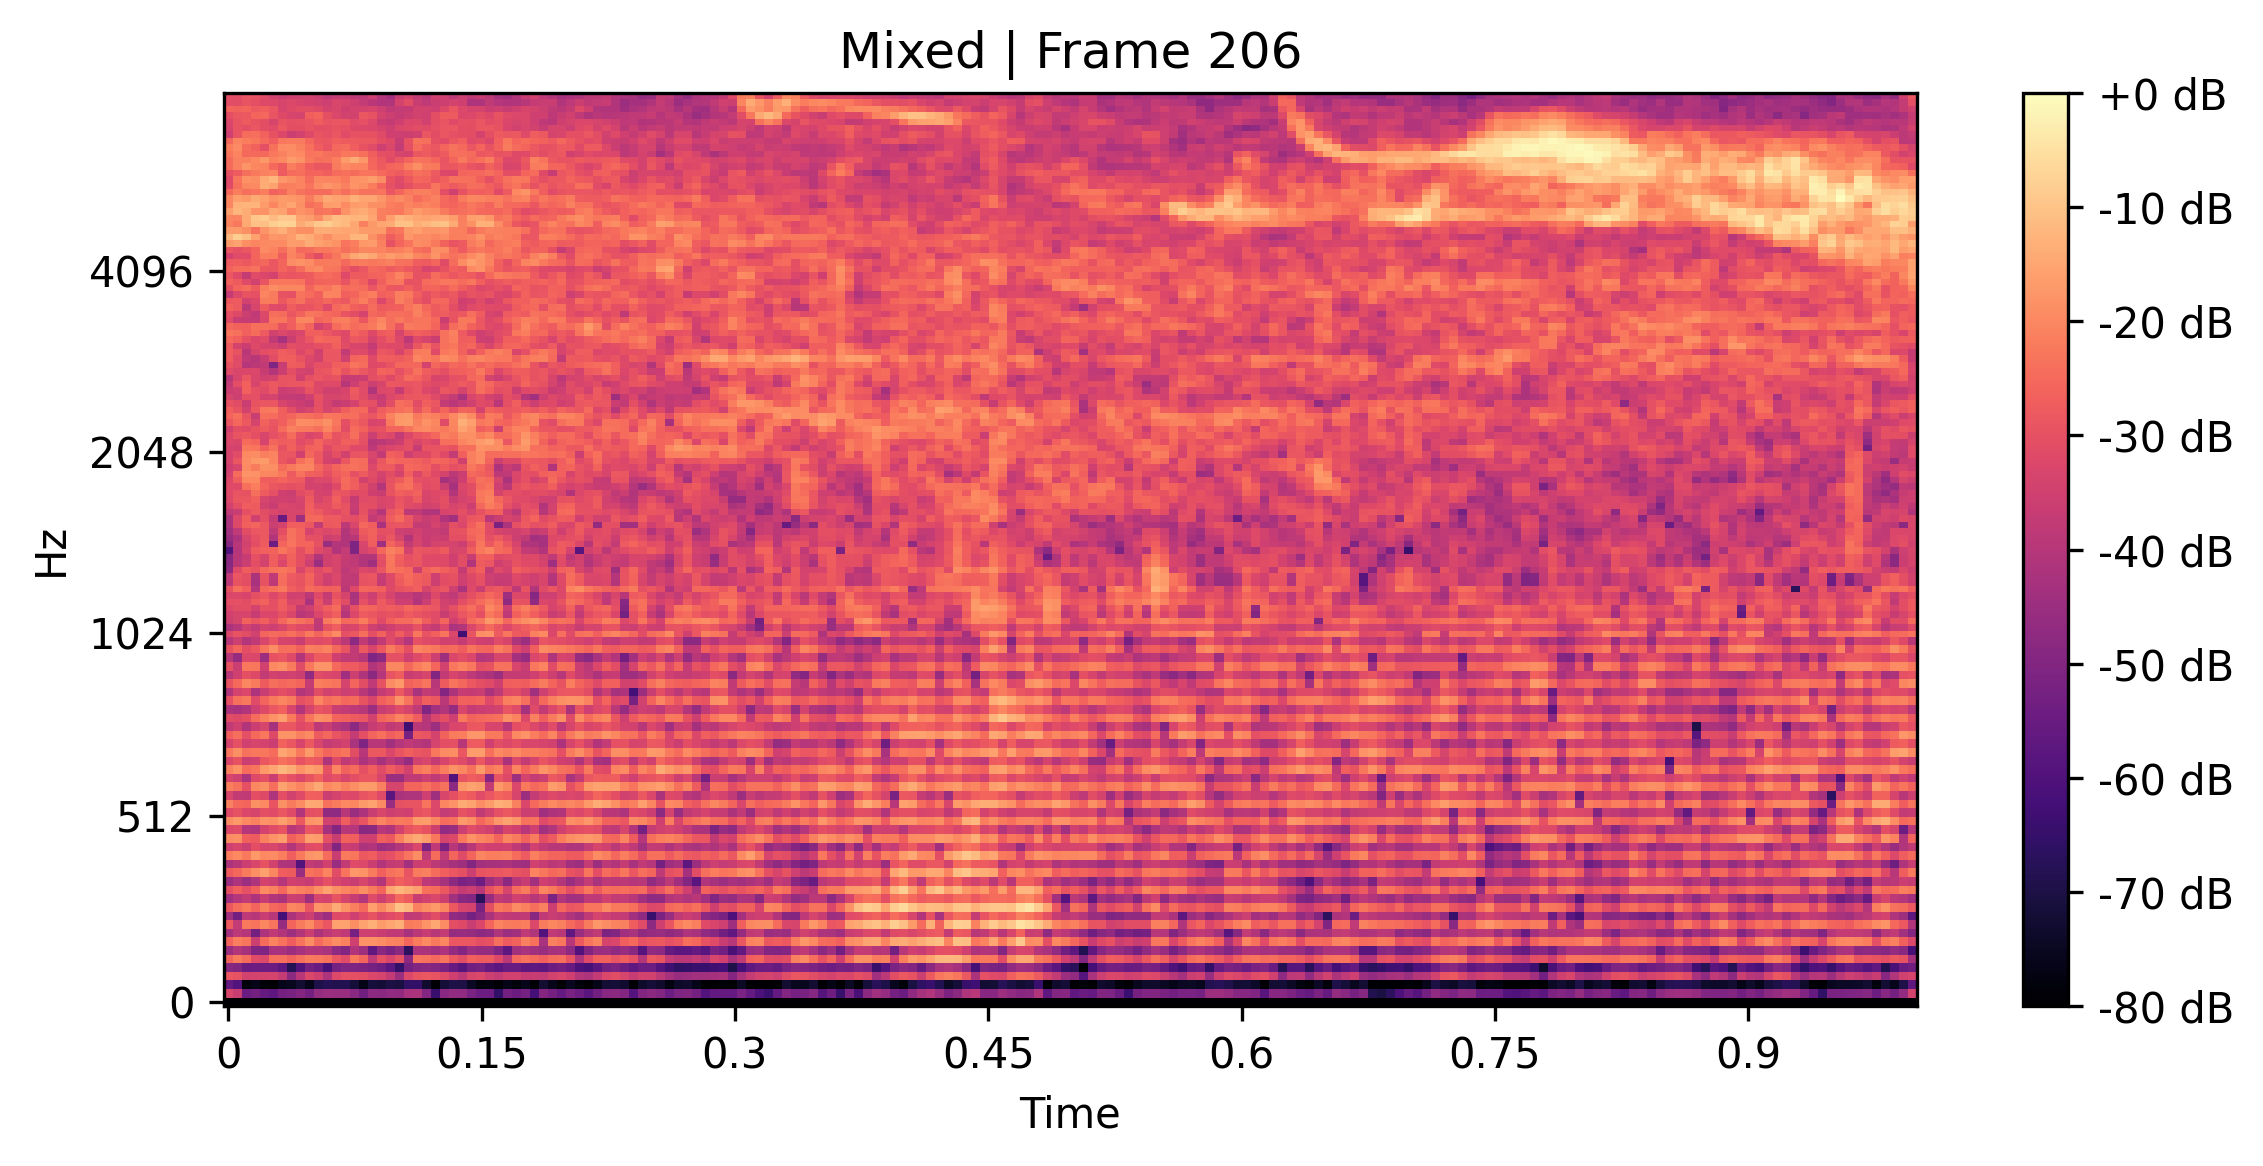 Mixed | Frame 206
+0 dB
-10 dB
-20 dB
-30 dB
-40 dB
-50 dB
-60 dB
-70 dB
-80 dB
Hz
4096
2048
1024
512
0
0 0.15 0.3 0.45 0.6 0.75 0.9
Time